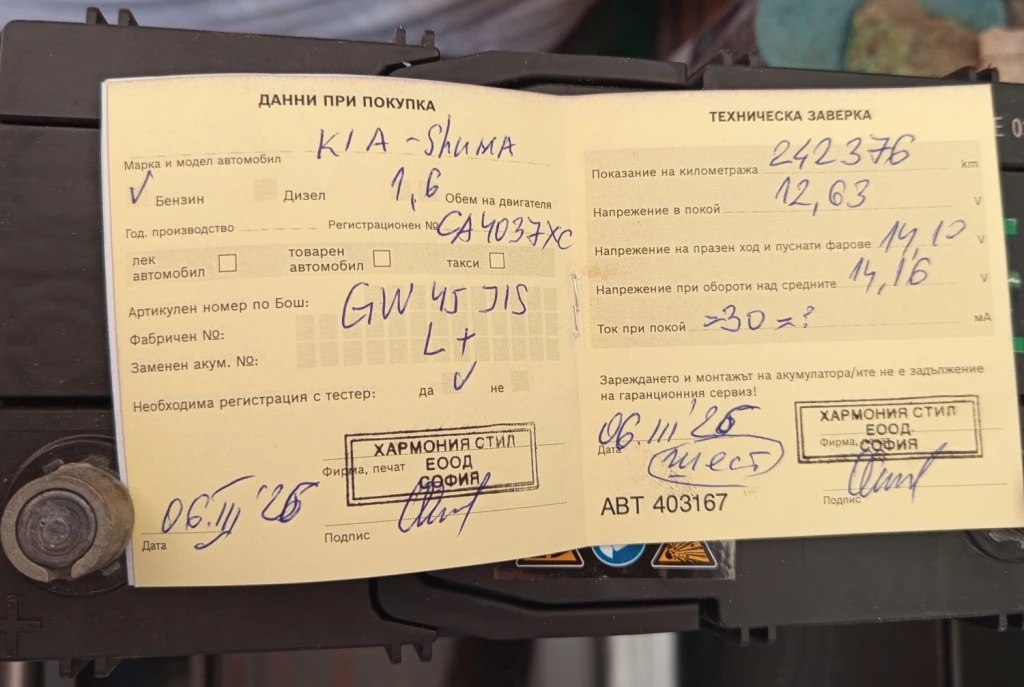 ДАННИ ПРИ ПОКУПКА
KIA - Shuma
Марка и модел автомобил
✓ Бензин Дизел 1,6 Обем на двигателя
Год. производство Регистрационен № CA4037XC
лек автомобил товарен автомобил такси
Артикулен номер по Бош: GW 45 JIS
Фабричен №: L+
Заменен акум. №:
Необходима регистрация с тестер: да ✓ не
ХАРМОНИЯ СТИЛ
Фирма, печат ЕООД
СОФИЯ
06.III'26
Дата Подпис
ТЕХНИЧЕСКА ЗАВЕРКА
Показание на километража 242376 km
Напрежение в покой 12,63 V
Напрежение на празен ход и пуснати фарове 14,10 V
Напрежение при обороти над средните 14,16 V
Ток при покой ≈30 =? мА
Зареждането и монтажът на акумулатора/ите не е задължение
на гаранционния сервиз!
06.III'26
Дата
(шест)
ХАРМОНИЯ СТИЛ
ЕООД
Фирма, печат СОФИЯ
АВТ 403167 Подпис